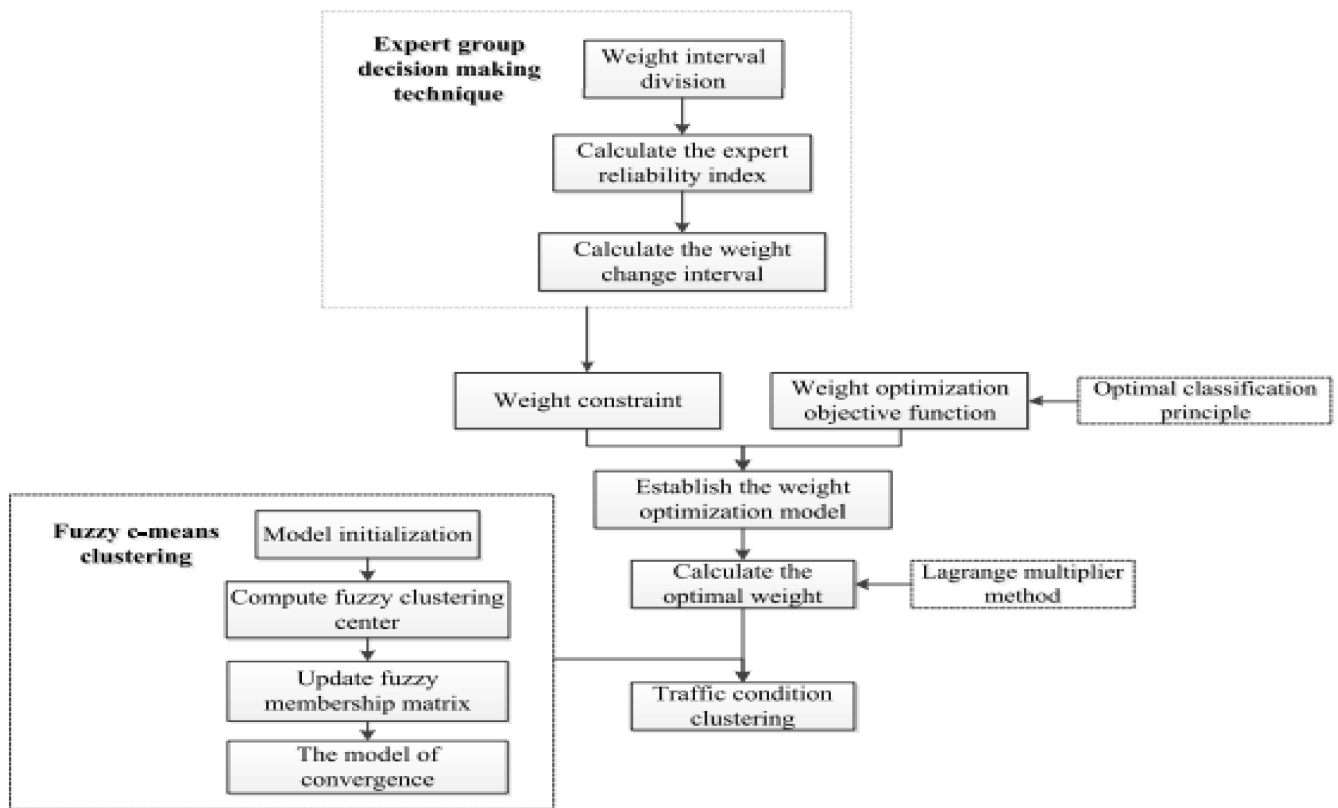 Expert group
decision making
technique
Weight interval
division
Calculate the expert
reliability index
Calculate the weight
change interval
Weight constraint
Weight optimization
objective function
Optimal classification
principle
Establish the weight
optimization model
Calculate the
optimal weight
Lagrange multiplier
method
Fuzzy c-means
clustering
Model initialization
Compute fuzzy clustering
center
Update fuzzy
membership matrix
The model of
convergence
Traffic condition
clustering